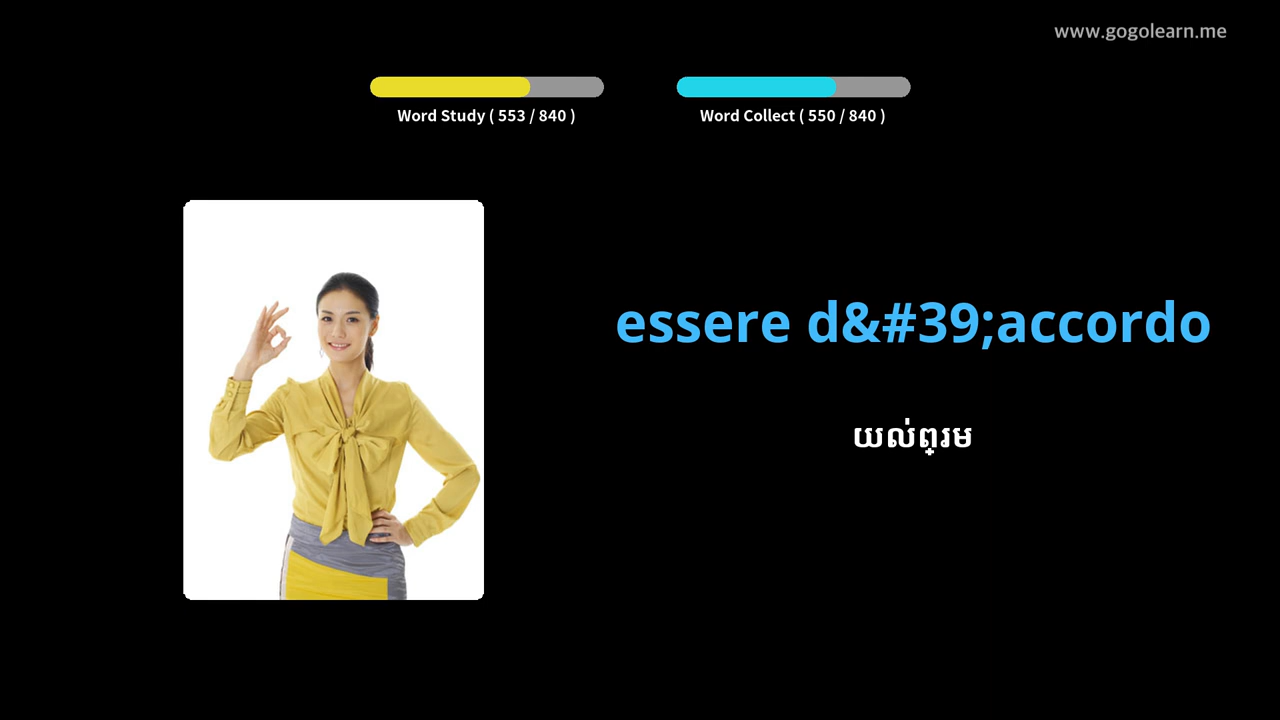 www.gogolearn.me
Word Study ( 553 / 840 )
Word Collect ( 550 / 840 )
essere d&#39;accordo
យល់ព្រម